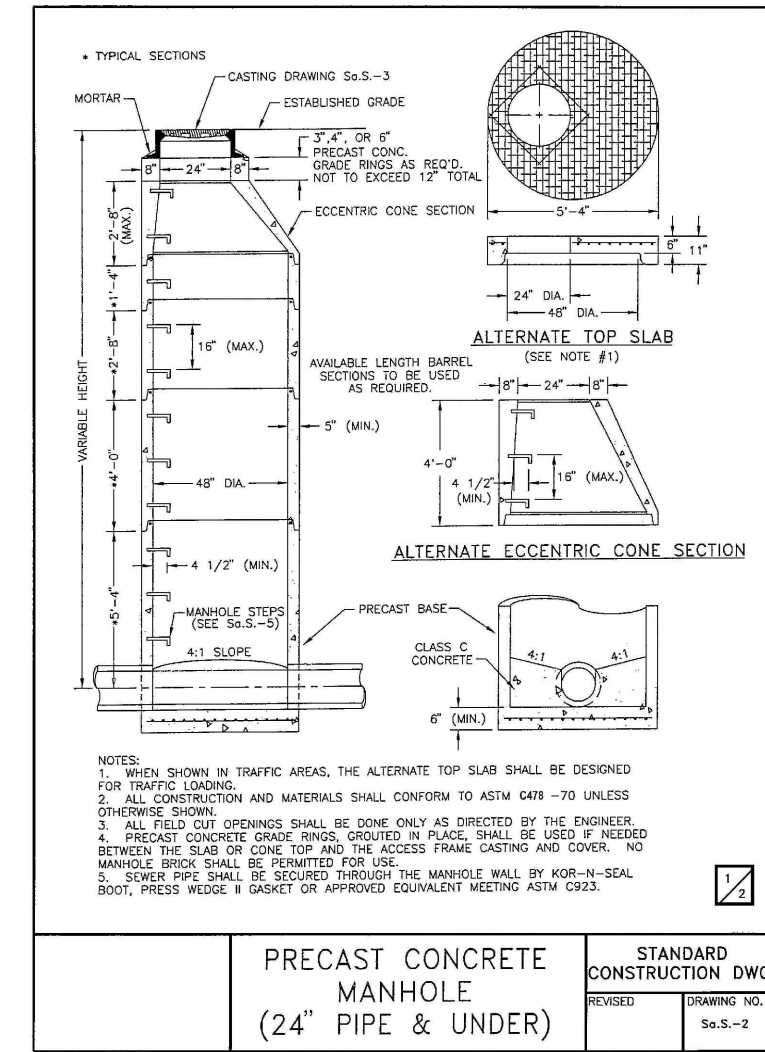 * TYPICAL SECTIONS
CASTING DRAWING Sa.S.-3
MORTAR
ESTABLISHED GRADE
3",4", OR 6"
PRECAST CONC.
GRADE RINGS AS REQ'D.
NOT TO EXCEED 12" TOTAL
8" 24" 8"
ECCENTRIC CONE SECTION
2'-8"
(MAX.)
*1'-4"
*2'-8"
16" (MAX.)
AVAILABLE LENGTH BARREL
SECTIONS TO BE USED
AS REQUIRED.
VARIABLE HEIGHT
5" (MIN.)
*4'-0"
48" DIA.
4 1/2" (MIN.)
*5'-4"
MANHOLE STEPS
(SEE Sa.S.-5)
4:1 SLOPE
5'-4"
6"
11"
24" DIA.
48" DIA.
ALTERNATE TOP SLAB
(SEE NOTE #1)
8" 24" 8"
4'-0"
4 1/2"
(MIN.)
16" (MAX.)
ALTERNATE ECCENTRIC CONE SECTION
PRECAST BASE
CLASS C
CONCRETE
4:1 4:1
6" (MIN.)
NOTES:
1. WHEN SHOWN IN TRAFFIC AREAS, THE ALTERNATE TOP SLAB SHALL BE DESIGNED
FOR TRAFFIC LOADING.
2. ALL CONSTRUCTION AND MATERIALS SHALL CONFORM TO ASTM C478 -70 UNLESS
OTHERWISE SHOWN.
3. ALL FIELD CUT OPENINGS SHALL BE DONE ONLY AS DIRECTED BY THE ENGINEER.
4. PRECAST CONCRETE GRADE RINGS, GROUTED IN PLACE, SHALL BE USED IF NEEDED
BETWEEN THE SLAB OR CONE TOP AND THE ACCESS FRAME CASTING AND COVER. NO
MANHOLE BRICK SHALL BE PERMITTED FOR USE.
5. SEWER PIPE SHALL BE SECURED THROUGH THE MANHOLE WALL BY KOR-N-SEAL
BOOT, PRESS WEDGE II GASKET OR APPROVED EQUIVALENT MEETING ASTM C923.
1/2
PRECAST CONCRETE
MANHOLE
(24" PIPE & UNDER)
STANDARD
CONSTRUCTION DWG
REVISED
DRAWING NO.
Sa.S.-2